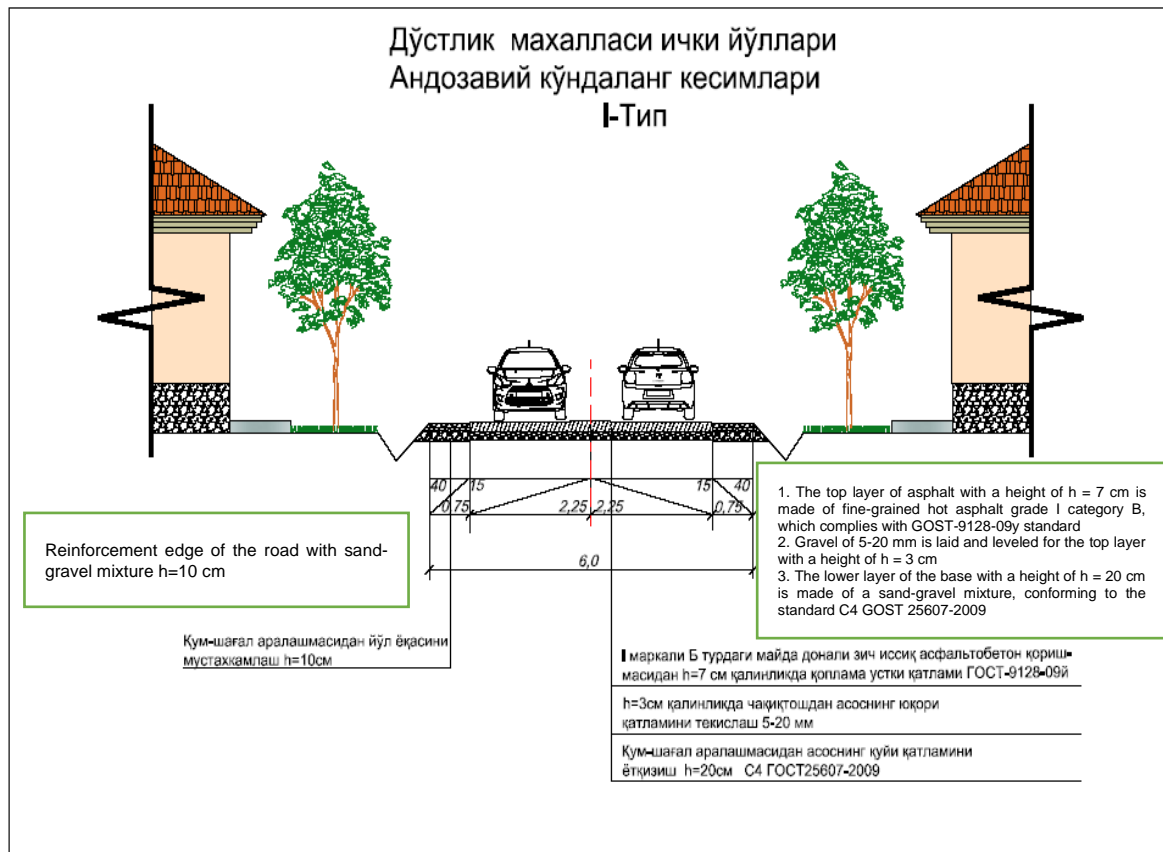 Дўстлик махалласи ички йўллари
Андозавий кўндаланг кесимлари
I-Тип
40 15 15 40
0,75 2,25 2,25 0,75
6,0
Reinforcement edge of the road with sand-
gravel mixture h=10 cm
1. The top layer of asphalt with a height of h = 7 cm is
made of fine-grained hot asphalt grade I category B,
which complies with GOST-9128-09y standard
2. Gravel of 5-20 mm is laid and leveled for the top layer
with a height of h = 3 cm
3. The lower layer of the base with a height of h = 20 cm
is made of a sand-gravel mixture, conforming to the
standard C4 GOST 25607-2009
Қум-шағал аралашмасидан йўл ёқасини
мустахкамлаш h=10см
I маркали Б турдаги майда донали зич иссиқ асфальтобетон қориш-
масидан h=7 см қалинликда қоплама устки қатлами ГОСТ-9128-09й
h=3см қалинликда чақиқтошдан асоснинг юқори
қатламини текислаш 5-20 мм
Қум-шағал аралашмасидан асоснинг қуйи қатламини
ётқизиш h=20см С4 ГОСТ25607-2009